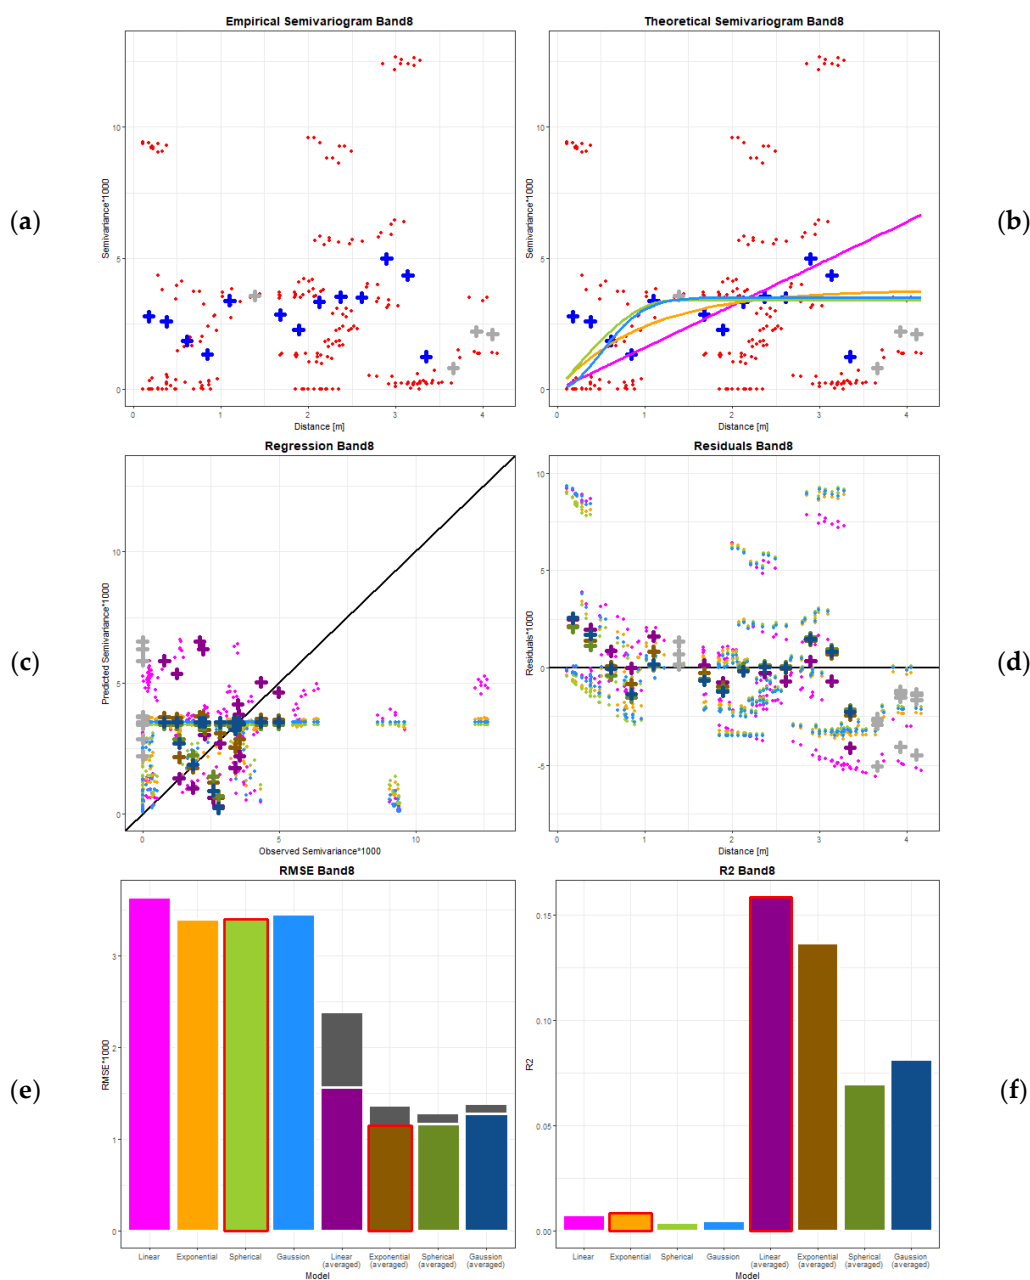 Empirical Semivariogram Band8
Semivariance*1000
10
5
0
0 1 2 3 4
Distance [m]
(a)
Theoretical Semivariogram Band8
Semivariance*1000
10
5
0
0 1 2 3 4
Distance [m]
(b)
Regression Band8
Predicted Semivariance*1000
10
5
0
0 5 10
Observed Semivariance*1000
(c)
Residuals Band8
Residuals*1000
10
5
0
-5
0 1 2 3 4
Distance [m]
(d)
RMSE Band8
RMSE*1000
3
2
1
0
Linear Exponential Spherical Gaussion Linear Exponential Spherical Gaussion
(averaged) (averaged) (averaged) (averaged)
Model
(e)
R2 Band8
R2
0.15
0.10
0.05
0.00
Linear Exponential Spherical Gaussion Linear Exponential Spherical Gaussion
(averaged) (averaged) (averaged) (averaged)
Model
(f)